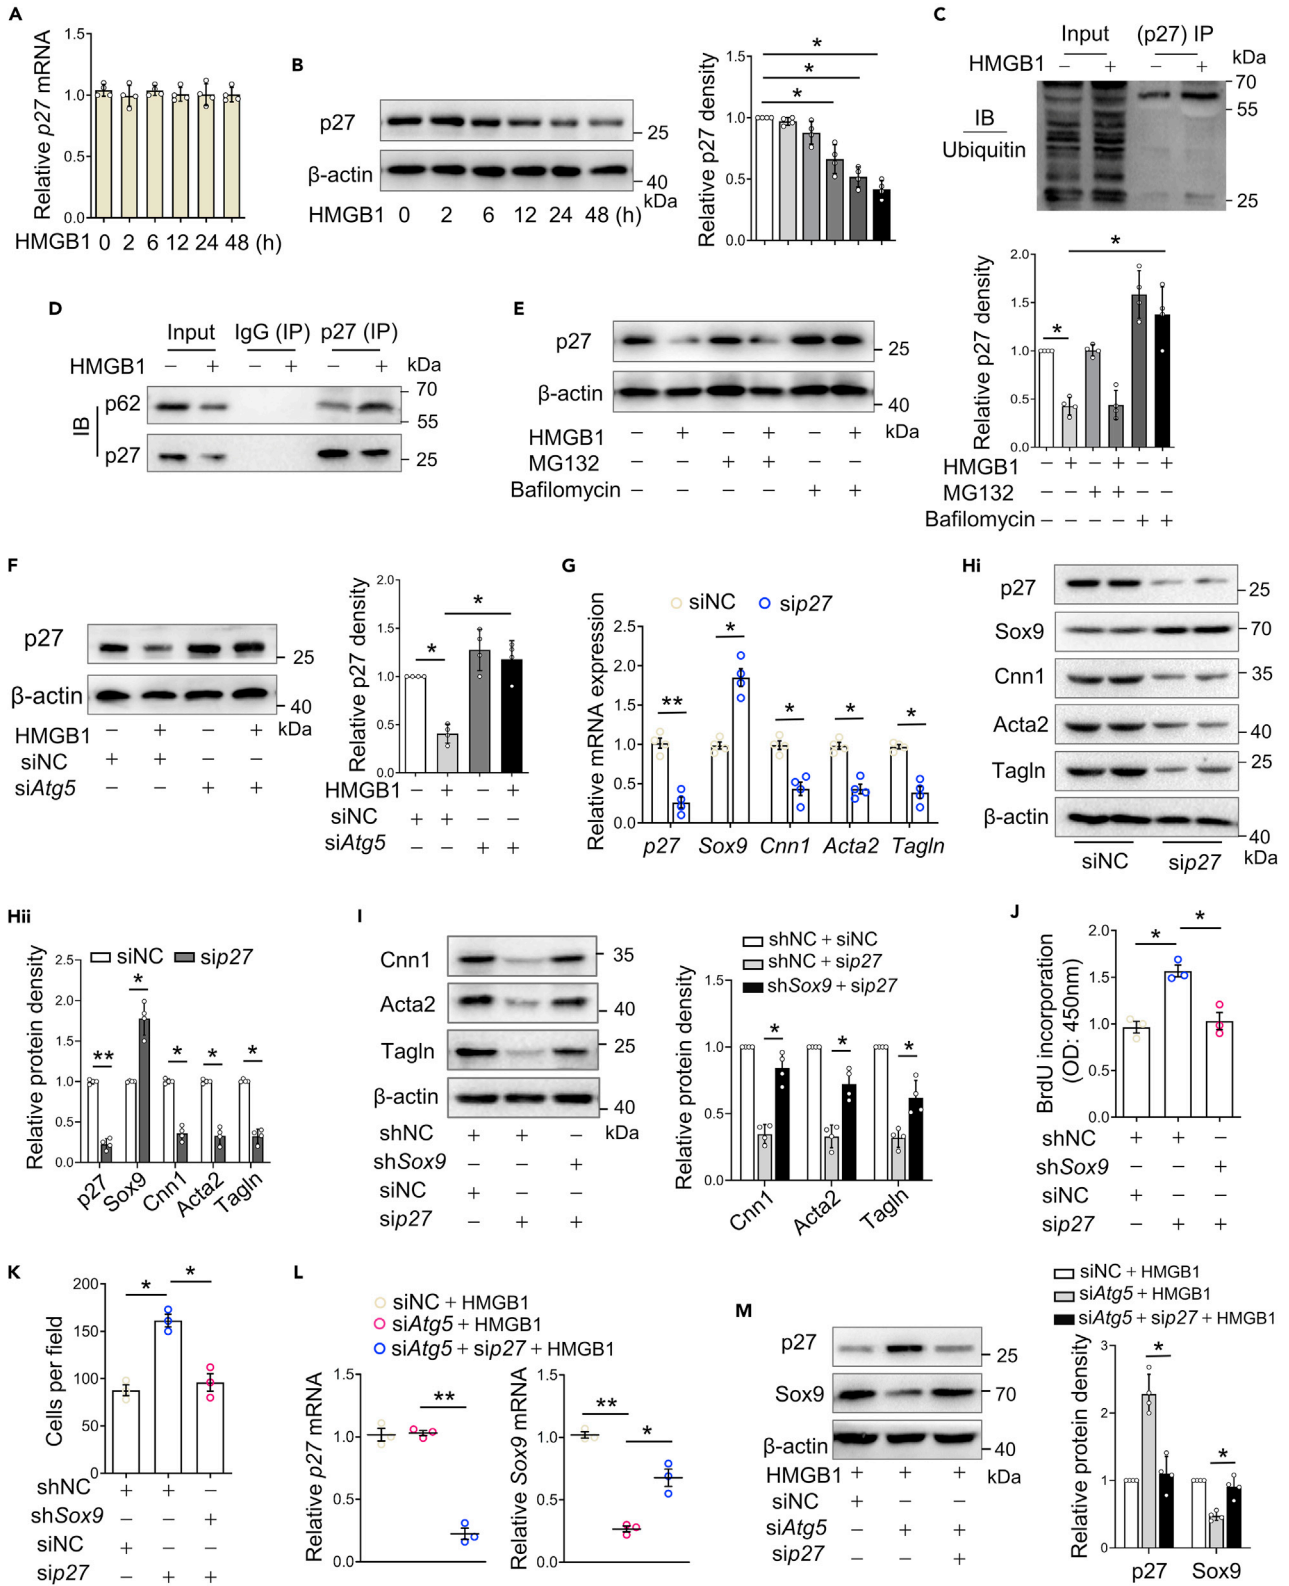 A
Relative p27 mRNA
1.5
1.0
0.5
0.0
HMGB1 0 2 6 12 24 48 (h)
B
p27
25
β-actin
40
kDa
HMGB1 0 2 6 12 24 48 (h)
Relative p27 density
1.5
1.0
0.5
0.0
*
*
*
C
Input (p27) IP
HMGB1 − + − + kDa
70
55
25
IB
Ubiquitin
D
Input IgG (IP) p27 (IP)
HMGB1 − + − + − + kDa
IB
p62
70
55
p27
25
E
p27
25
β-actin
40
kDa
HMGB1 − + − + − +
MG132 − − + + − −
Bafilomycin − − − − + +
Relative p27 density
2.0
1.5
1.0
0.5
0.0
*
*
HMGB1 − + − + − +
MG132 − − + + − −
Bafilomycin − − − − + +
F
p27
25
β-actin
40
kDa
HMGB1 − + − +
siNC + + − −
siAtg5 − − + +
Relative p27 density
2.0
1.5
1.0
0.5
0.0
*
*
HMGB1 − + − +
siNC + + − −
siAtg5 − − + +
G
siNC sip27
Relative mRNA expression
2.5
2.0
1.5
1.0
0.5
0.0
** * * * *
p27 Sox9 Cnn1 Acta2 Tagln
Hi
p27
25
Sox9
70
Cnn1
35
Acta2
40
Tagln
25
β-actin
40
siNC sip27 kDa
Hii
siNC sip27
Relative protein density
2.5
2.0
1.5
1.0
0.5
0.0
** * * * *
p27 Sox9 Cnn1 Acta2 Tagln
I
Cnn1
35
Acta2
40
Tagln
25
β-actin
40
kDa
shNC + + −
shSox9 − − +
siNC + − −
sip27 − + +
shNC + siNC
shNC + sip27
shSox9 + sip27
Relative protein density
1.5
1.0
0.5
0.0
* * *
Cnn1 Acta2 Tagln
J
BrdU incorporation
(OD: 450nm)
2.0
1.5
1.0
0.5
0.0
* *
shNC + + −
shSox9 − − +
siNC + − −
sip27 − + +
K
Cells per field
200
150
100
50
0
* *
shNC + + −
shSox9 − − +
siNC + − −
sip27 − + +
L
siNC + HMGB1
siAtg5 + HMGB1
siAtg5 + sip27 + HMGB1
Relative p27 mRNA
1.5
1.0
0.5
0.0
**
Relative Sox9 mRNA
1.5
1.0
0.5
0.0
**
*
M
p27
25
Sox9
70
β-actin
40
kDa
HMGB1 + + +
siNC + − −
siAtg5 − + +
sip27 − − +
siNC + HMGB1
siAtg5 + HMGB1
siAtg5 + sip27 + HMGB1
Relative protein density
3
2
1
0
*
*
p27 Sox9